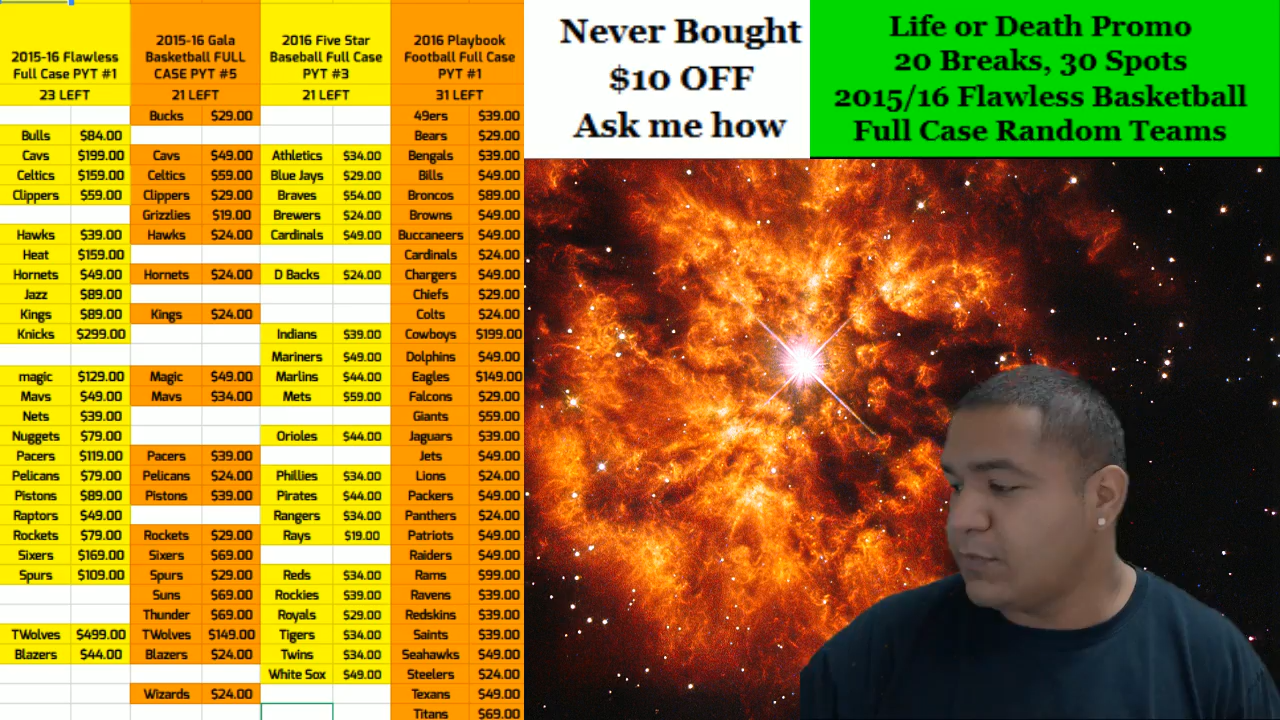 2015-16 Flawless
Full Case PYT #1
23 LEFT
Bulls $84.00
Cavs $199.00
Celtics $159.00
Clippers $59.00
Hawks $39.00
Heat $159.00
Hornets $49.00
Jazz $89.00
Kings $89.00
Knicks $299.00
magic $129.00
Mavs $49.00
Nets $39.00
Nuggets $79.00
Pacers $119.00
Pelicans $79.00
Pistons $89.00
Raptors $49.00
Rockets $79.00
Sixers $169.00
Spurs $109.00
TWolves $499.00
Blazers $44.00
2015-16 Gala
Basketball FULL
CASE PYT #5
21 LEFT
Bucks $29.00
Cavs $49.00
Celtics $59.00
Clippers $29.00
Grizzlies $19.00
Hawks $24.00
Hornets $24.00
Kings $24.00
Magic $49.00
Mavs $34.00
Pacers $39.00
Pelicans $24.00
Pistons $39.00
Rockets $29.00
Sixers $69.00
Spurs $29.00
Suns $69.00
Thunder $69.00
TWolves $149.00
Blazers $24.00
Wizards $24.00
2016 Five Star
Baseball Full Case
PYT #3
21 LEFT
Athletics $34.00
Blue Jays $29.00
Braves $54.00
Brewers $24.00
Cardinals $49.00
D Backs $24.00
Indians $39.00
Mariners $49.00
Marlins $44.00
Mets $59.00
Orioles $44.00
Phillies $34.00
Pirates $44.00
Rangers $34.00
Rays $19.00
Reds $34.00
Rockies $39.00
Royals $29.00
Tigers $34.00
Twins $34.00
White Sox $49.00
2016 Playbook
Football Full Case
PYT #1
31 LEFT
49ers $39.00
Bears $29.00
Bengals $39.00
Bills $49.00
Broncos $89.00
Browns $49.00
Buccaneers $49.00
Cardinals $24.00
Chargers $49.00
Chiefs $29.00
Colts $24.00
Cowboys $199.00
Dolphins $49.00
Eagles $149.00
Falcons $29.00
Giants $59.00
Jaguars $39.00
Jets $49.00
Lions $24.00
Packers $49.00
Panthers $24.00
Patriots $49.00
Raiders $49.00
Rams $99.00
Ravens $39.00
Redskins $39.00
Saints $39.00
Seahawks $49.00
Steelers $24.00
Texans $49.00
Titans $69.00
Never Bought
$10 OFF
Ask me how
Life or Death Promo
20 Breaks, 30 Spots
2015/16 Flawless Basketball
Full Case Random Teams